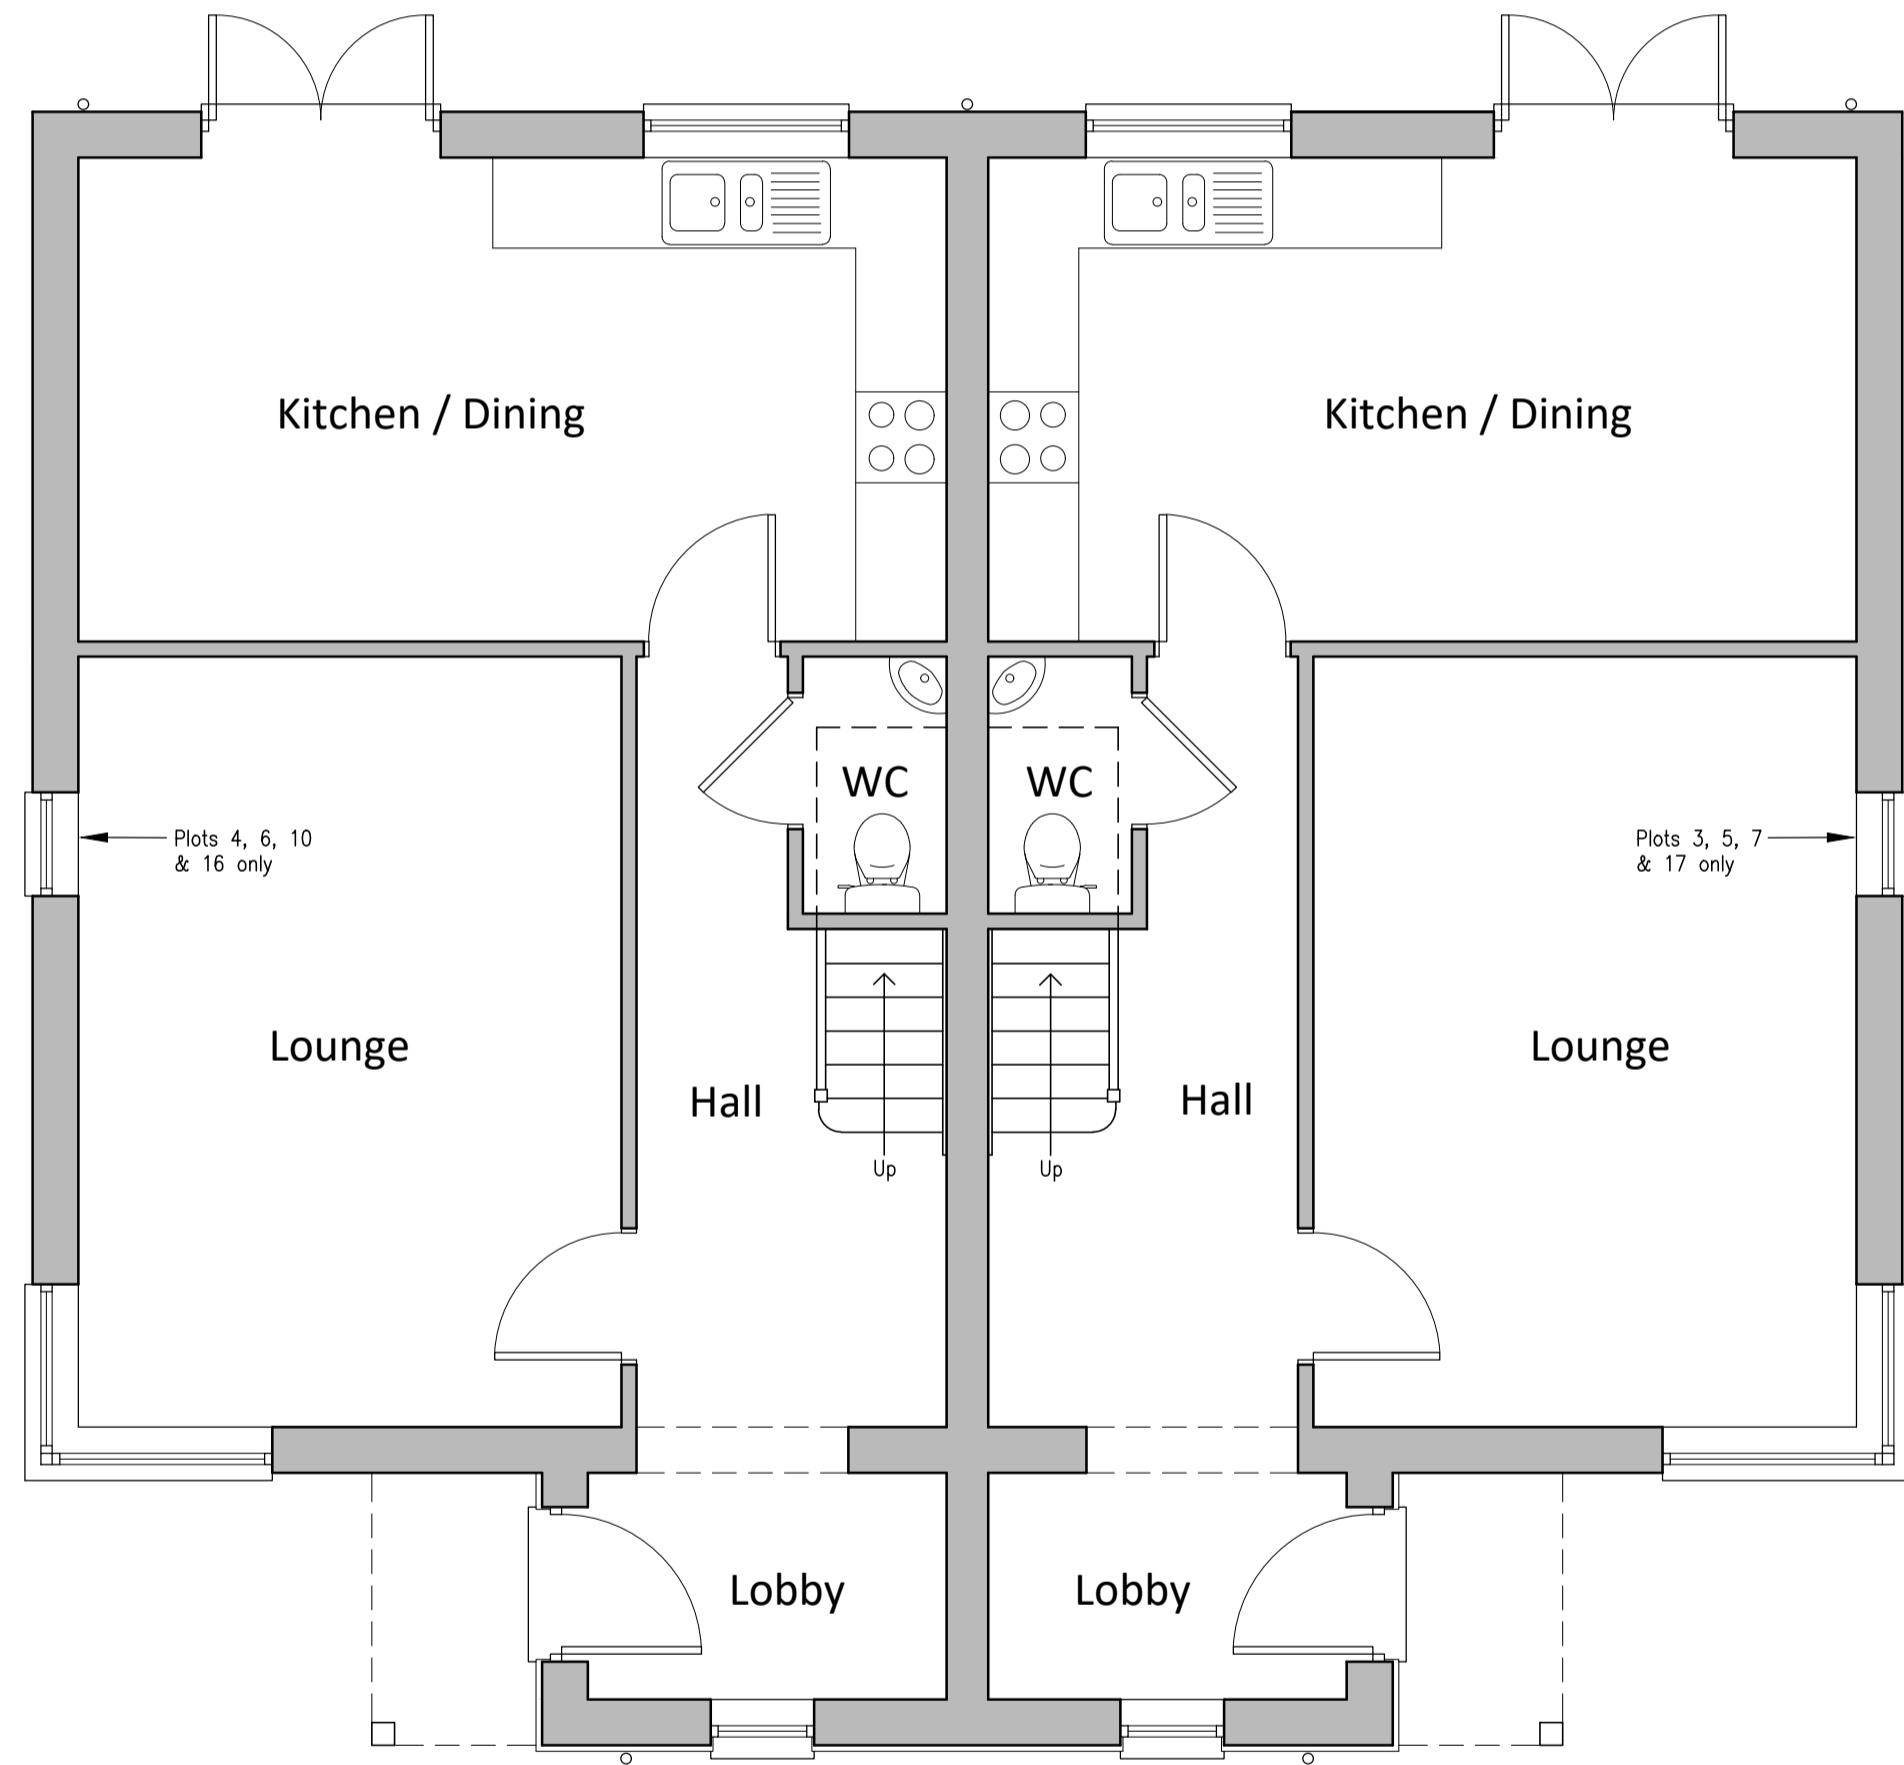 Kitchen / Dining
Kitchen / Dining
WC
WC
Plots 4, 6, 10
& 16 only
Plots 3, 5, 7
& 17 only
Lounge
Lounge
Hall
Hall
Up
Up
Lobby
Lobby